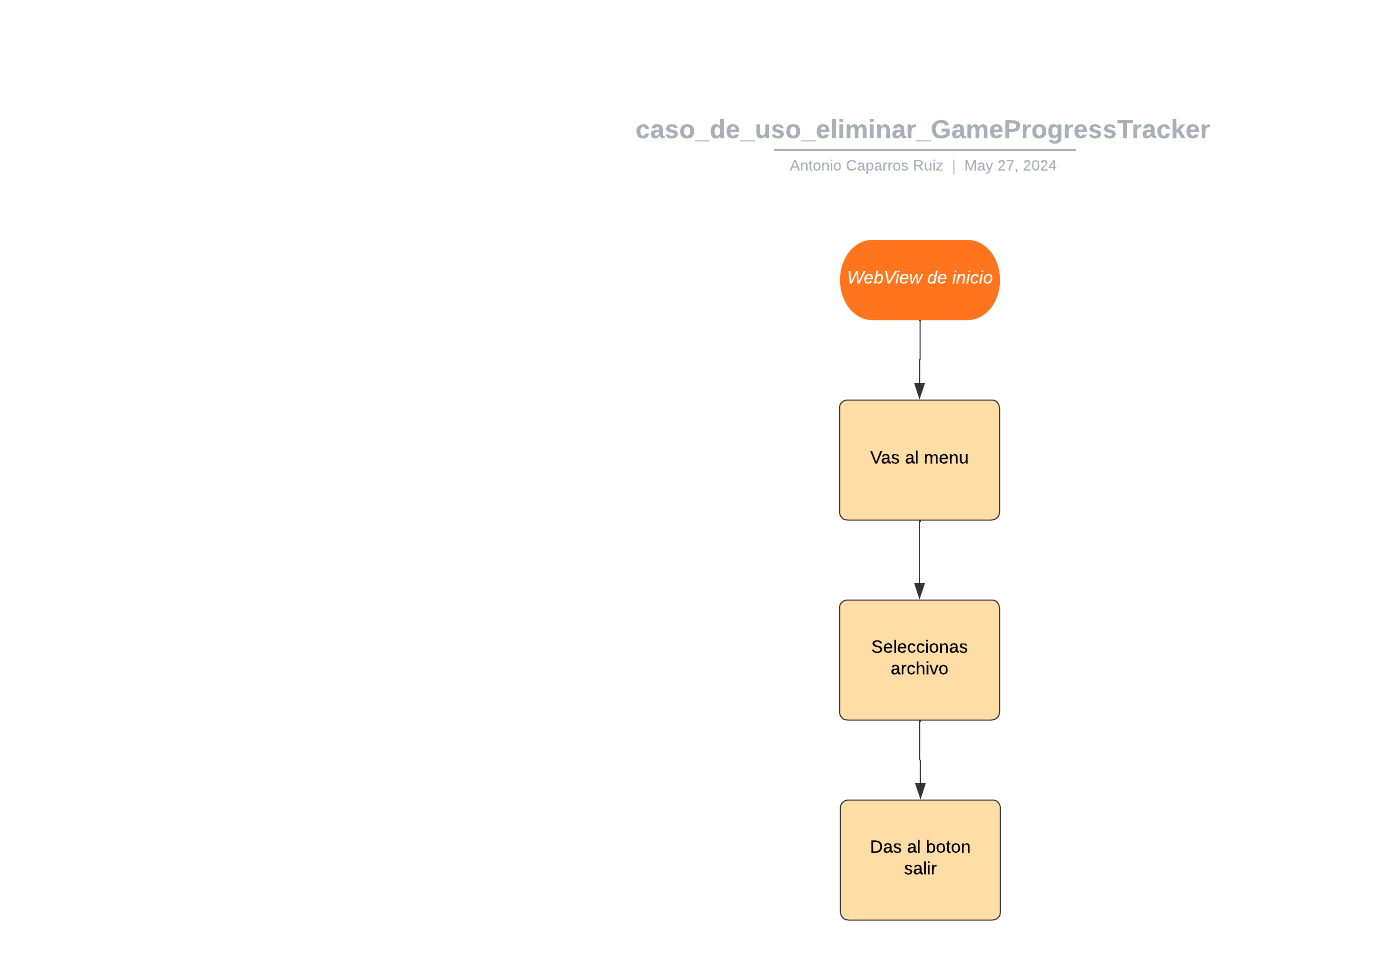 caso_de_uso_eliminar_GameProgressTracker
Antonio Caparros Ruiz | May 27, 2024
WebView de inicio
Vas al menu
Seleccionas
archivo
Das al boton
salir